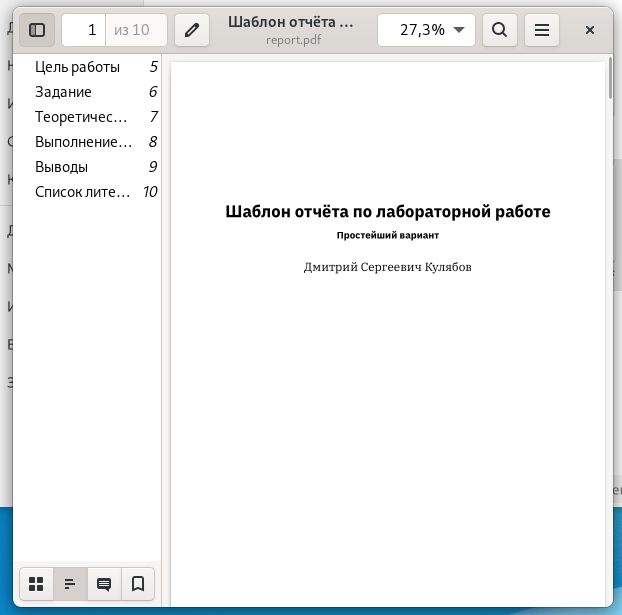 1 из 10
Шаблон отчёта …
report.pdf
27,3%
Цель работы 5
Задание 6
Теоретичес… 7
Выполнение… 8
Выводы 9
Список лите… 10
Шаблон отчёта по лабораторной работе
Простейший вариант
Дмитрий Сергеевич Кулябов